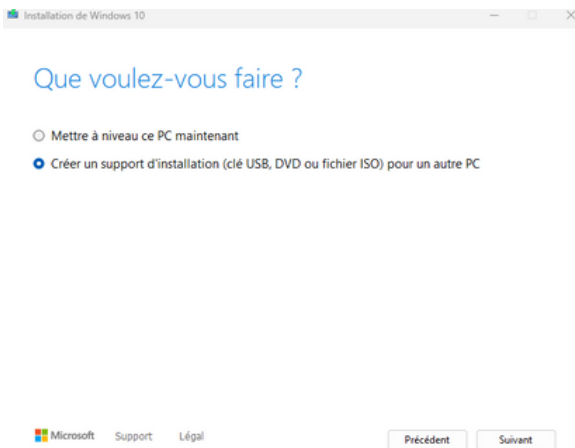 Installation de Windows 10
Que voulez-vous faire ?
Mettre à niveau ce PC maintenant
Créer un support d'installation (clé USB, DVD ou fichier ISO) pour un autre PC
Microsoft Support Légal Précédent Suivant